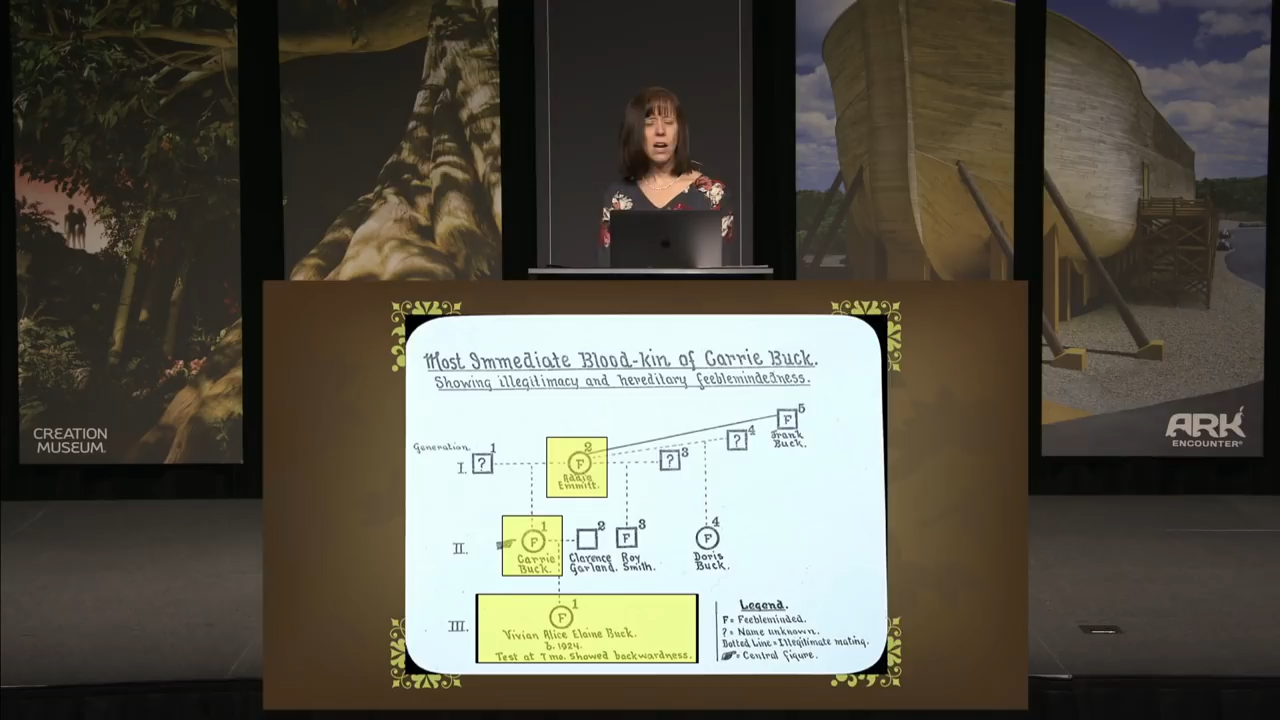 CREATION
MUSEUM.
ARK
ENCOUNTER
Most Immediate Blood-kin of Carrie Buck.
Showing illegitimacy and hereditary feeblemindedness.
Generation.
I.
1
?
2
F
Addie
Emmitt.
3
?
4
?
5
F
Frank
Buck.
II.
1
F
Carrie
Buck.
2
Clarence
Garland.
3
F
Roy
Smith.
4
F
Doris
Buck.
III.
1
F
Vivian Alice Elaine Buck.
b. 1924.
Test at 7 mo. showed backwardness.
Legend.
F = Feebleminded.
? = Name unknown.
Dotted Line = Illegitimate mating.
= Central figure.